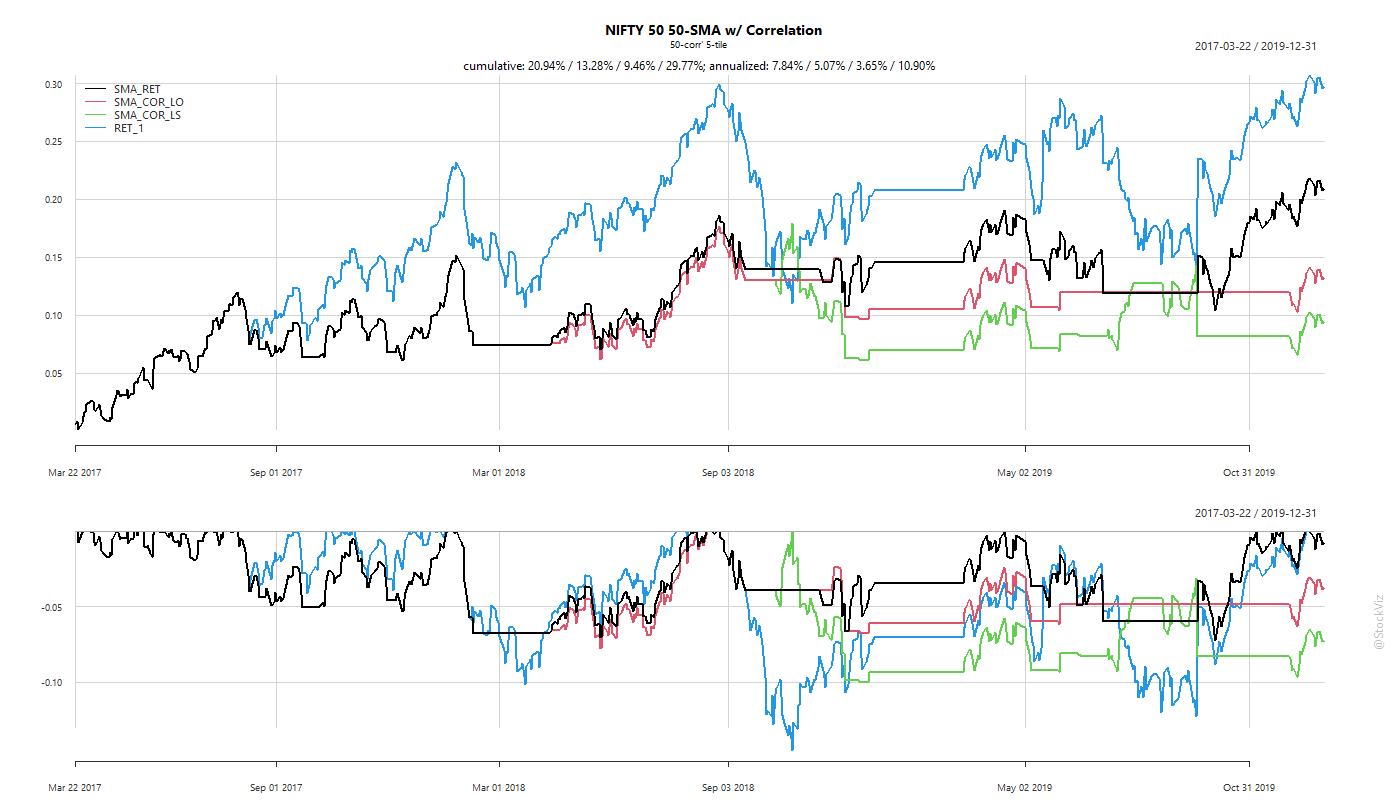 NIFTY 50 50-SMA w/ Correlation
50-corr' 5-tile
2017-03-22 / 2019-12-31
cumulative: 20.94% / 13.28% / 9.46% / 29.77%; annualized: 7.84% / 5.07% / 3.65% / 10.90%
SMA_RET
SMA_COR_LO
SMA_COR_LS
RET_1
0.30
0.25
0.20
0.15
0.10
0.05
Mar 22 2017
Sep 01 2017
Mar 01 2018
Sep 03 2018
May 02 2019
Oct 31 2019
2017-03-22 / 2019-12-31
-0.05
-0.10
Mar 22 2017
Sep 01 2017
Mar 01 2018
Sep 03 2018
May 02 2019
Oct 31 2019
@StockViz